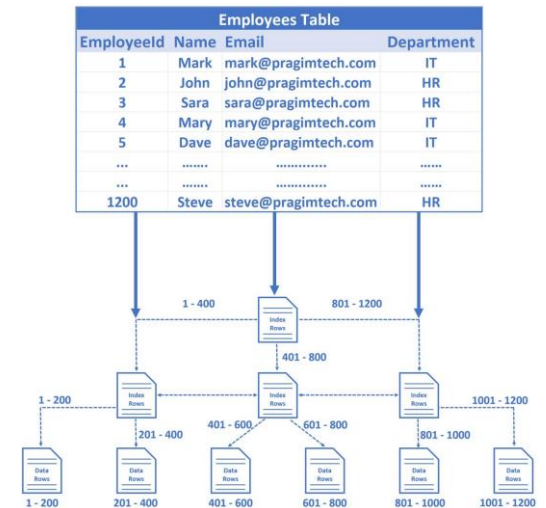 Employees Table
EmployeeId Name Email Department
1 Mark mark@pragimtech.com IT
2 John john@pragimtech.com HR
3 Sara sara@pragimtech.com HR
4 Mary mary@pragimtech.com IT
5 Dave dave@pragimtech.com IT
... ....... ............. ......
... ....... ............. ......
1200 Steve steve@pragimtech.com HR
1 - 400
801 - 1200
Index
Rows
401 - 800
1 - 200
Index
Rows
Index
Rows
Index
Rows
1001 - 1200
201 - 400
401 - 600
601 - 800
801 - 1000
Data
Rows
Data
Rows
Data
Rows
Data
Rows
Data
Rows
Data
Rows
1 - 200
201 - 400
401 - 600
601 - 800
801 - 1000
1001 - 1200